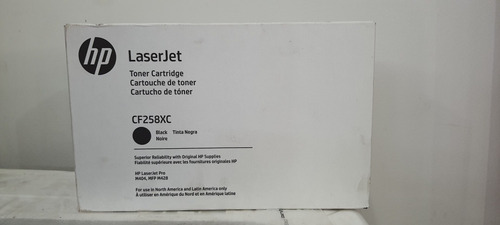 hp
LaserJet
Toner Cartridge
Cartouche de toner
Cartucho de tóner
CF258XC
Black Tinta Negra
Noire
Superior Reliability with Original HP Supplies
Fiabilité supérieure avec les fournitures originales HP
HP LaserJet Pro
M404, MFP M428
For use in North America and Latin America only
À utiliser en Amérique du Nord et en Amérique latine